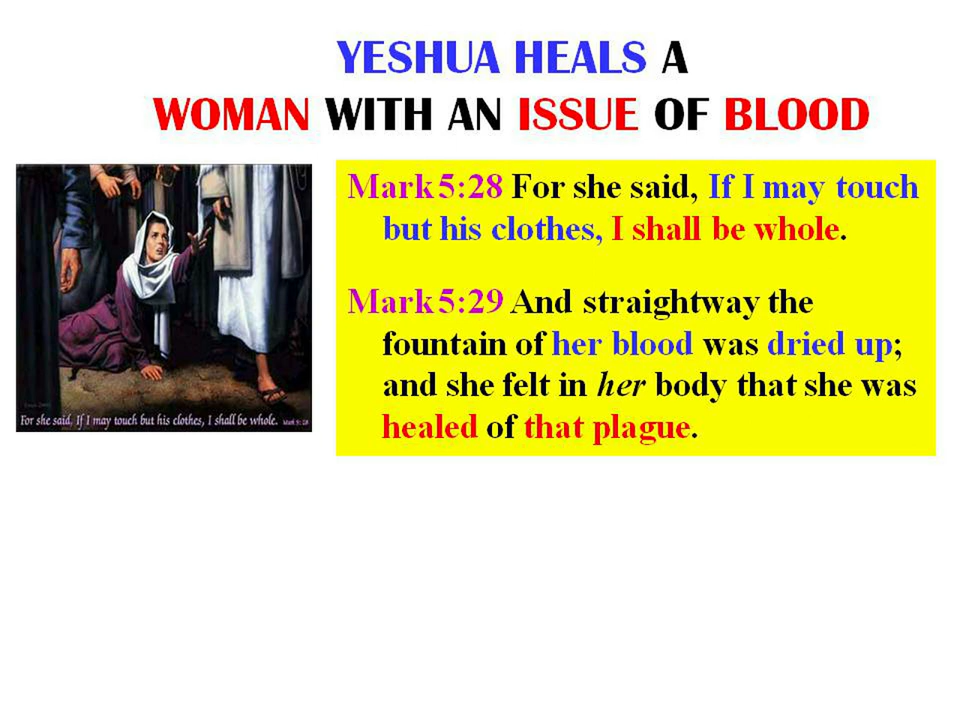 YESHUA HEALS A
WOMAN WITH AN ISSUE OF BLOOD
Mark 5:28 For she said, If I may touch
but his clothes, I shall be whole.
Mark 5:29 And straightway the
fountain of her blood was dried up;
and she felt in her body that she was
healed of that plague.
For she said, If I may touch but his clothes, I shall be whole. Mark 5:28